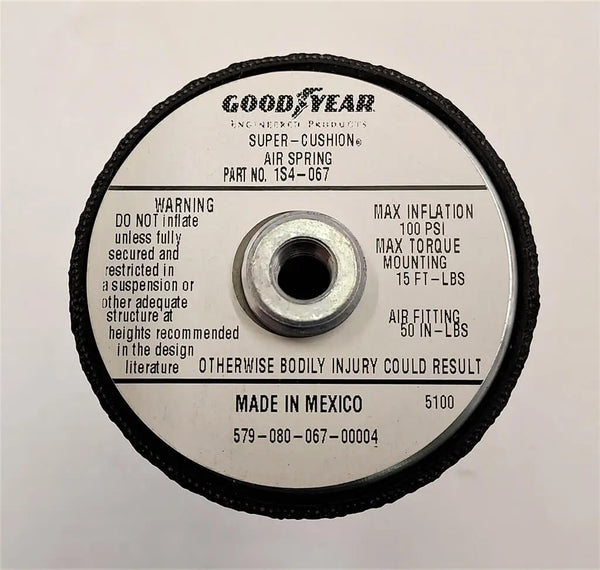 GOODYEAR
ENGINEERED PRODUCTS
SUPER-CUSHION®
AIR SPRING
PART NO. 1S4-067
WARNING
DO NOT inflate
unless fully
secured and
restricted in
a suspension or
other adequate
structure at
heights recommended
in the design
literature OTHERWISE BODILY INJURY COULD RESULT
MAX INFLATION
100 PSI
MAX TORQUE
MOUNTING
15 FT-LBS
AIR FITTING
50 IN-LBS
MADE IN MEXICO
5100
579-080-067-00004